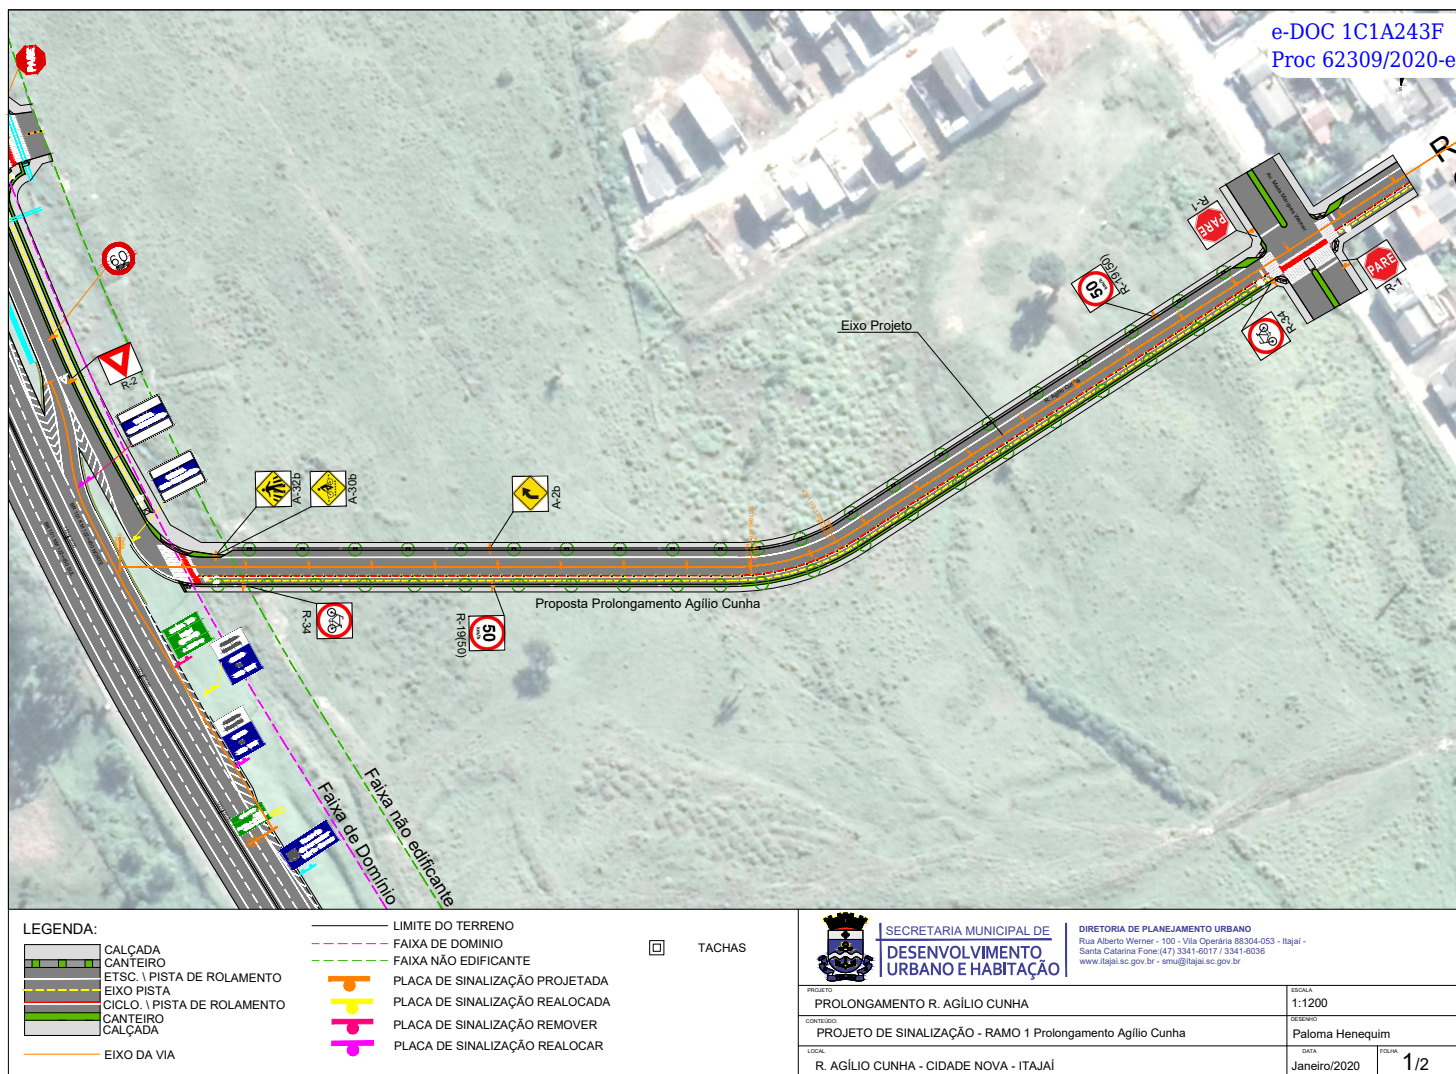 e-DOC 1C1A243F
Proc 62309/2020-e
R-1
PARE
PARE
R-1
R-19(50)
50
R-34
Eixo Projeto
60
R-2
A-32b
A-30b
A-2b
Proposta Prolongamento Agílio Cunha
R-34
R-19(50)
50
Faixa de Domínio
Faixa não edificante
LEGENDA:
CALÇADA
CANTEIRO
ETSC. \ PISTA DE ROLAMENTO
EIXO PISTA
CICLO. \ PISTA DE ROLAMENTO
CANTEIRO
CALÇADA
EIXO DA VIA
LIMITE DO TERRENO
FAIXA DE DOMINIO
FAIXA NÃO EDIFICANTE
PLACA DE SINALIZAÇÃO PROJETADA
PLACA DE SINALIZAÇÃO REALOCADA
PLACA DE SINALIZAÇÃO REMOVER
PLACA DE SINALIZAÇÃO REALOCAR
TACHAS
SECRETARIA MUNICIPAL DE
DESENVOLVIMENTO
URBANO E HABITAÇÃO
DIRETORIA DE PLANEJAMENTO URBANO
Rua Alberto Werner - 100 - Vila Operária 88304-053 - Itajaí -
Santa Catarina Fone:(47) 3341-6017 / 3341-6036
www.itajai.sc.gov.br - smu@itajai.sc.gov.br
PROJETO
PROLONGAMENTO R. AGÍLIO CUNHA
ESCALA
1:1200
CONTEÚDO:
PROJETO DE SINALIZAÇÃO - RAMO 1 Prolongamento Agílio Cunha
DESENHO
Paloma Henequim
LOCAL
R. AGÍLIO CUNHA - CIDADE NOVA - ITAJAÍ
DATA
Janeiro/2020
FOLHA
1/2